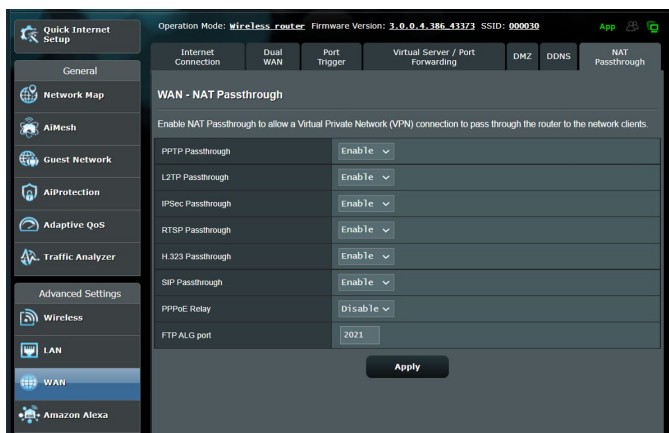 Quick Internet
Setup
Operation Mode: Wireless router Firmware Version: 3.0.0.4.386_43373 SSID: 000030 App
Internet
Connection
Dual
WAN
Port
Trigger
Virtual Server / Port
Forwarding
DMZ
DDNS
NAT
Passthrough
General
Network Map
AiMesh
Guest Network
AiProtection
Adaptive QoS
Traffic Analyzer
Advanced Settings
Wireless
LAN
WAN
Amazon Alexa
WAN - NAT Passthrough
Enable NAT Passthrough to allow a Virtual Private Network (VPN) connection to pass through the router to the network clients.
PPTP Passthrough Enable
L2TP Passthrough Enable
IPSec Passthrough Enable
RTSP Passthrough Enable
H.323 Passthrough Enable
SIP Passthrough Enable
PPPoE Relay Disable
FTP ALG port 2021
Apply